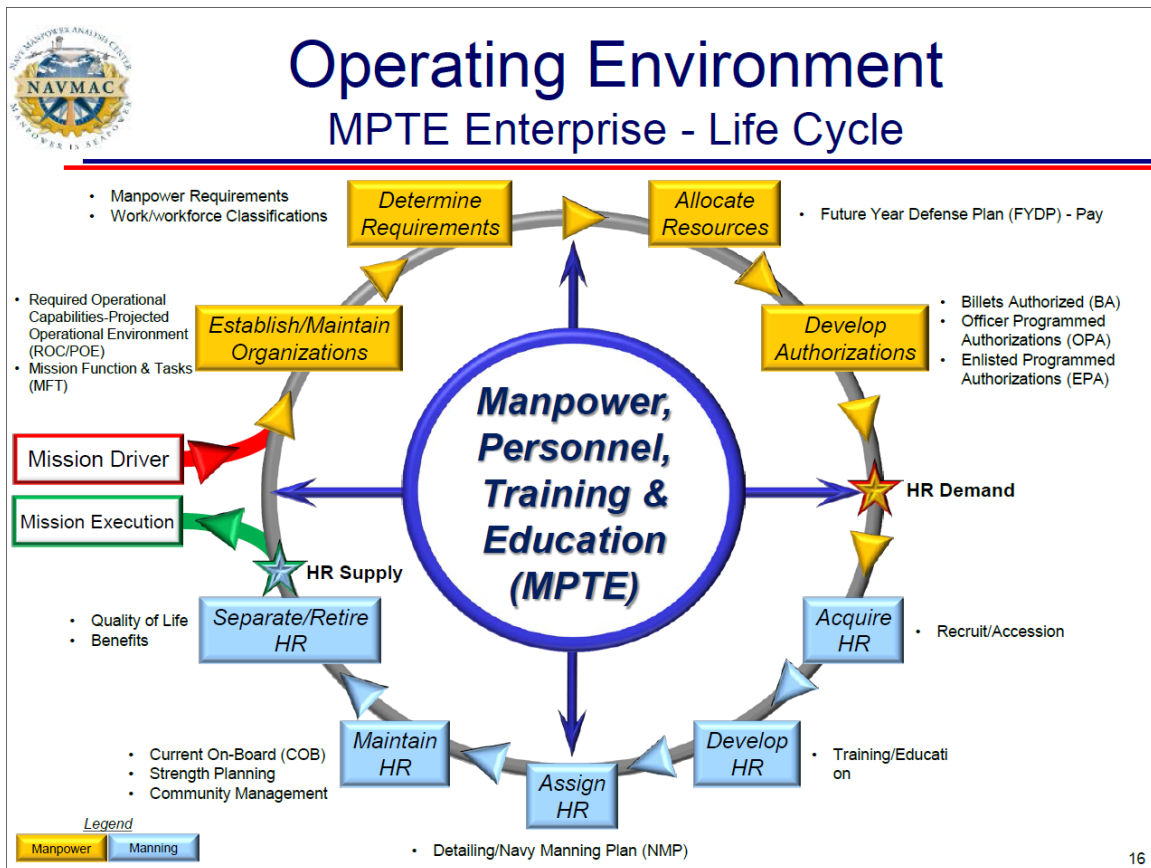 NAVY MANPOWER ANALYSIS CENTER
NAVMAC
MANPOWER IS SEAPOWER
Operating Environment
MPTE Enterprise - Life Cycle
• Manpower Requirements
• Work/workforce Classifications
Determine
Requirements
Allocate
Resources
• Future Year Defense Plan (FYDP) - Pay
• Required Operational
Capabilities-Projected
Operational Environment
(ROC/POE)
• Mission Function & Tasks
(MFT)
Establish/Maintain
Organizations
Develop
Authorizations
• Billets Authorized (BA)
• Officer Programmed
Authorizations (OPA)
• Enlisted Programmed
Authorizations (EPA)
Manpower,
Personnel,
Training &
Education
(MPTE)
Mission Driver
Mission Execution
HR Demand
HR Supply
• Quality of Life
• Benefits
Separate/Retire
HR
Acquire
HR
• Recruit/Accession
• Current On-Board (COB)
• Strength Planning
• Community Management
Maintain
HR
Assign
HR
Develop
HR
• Training/Educati
on
Legend
Manpower
Manning
• Detailing/Navy Manning Plan (NMP)
16